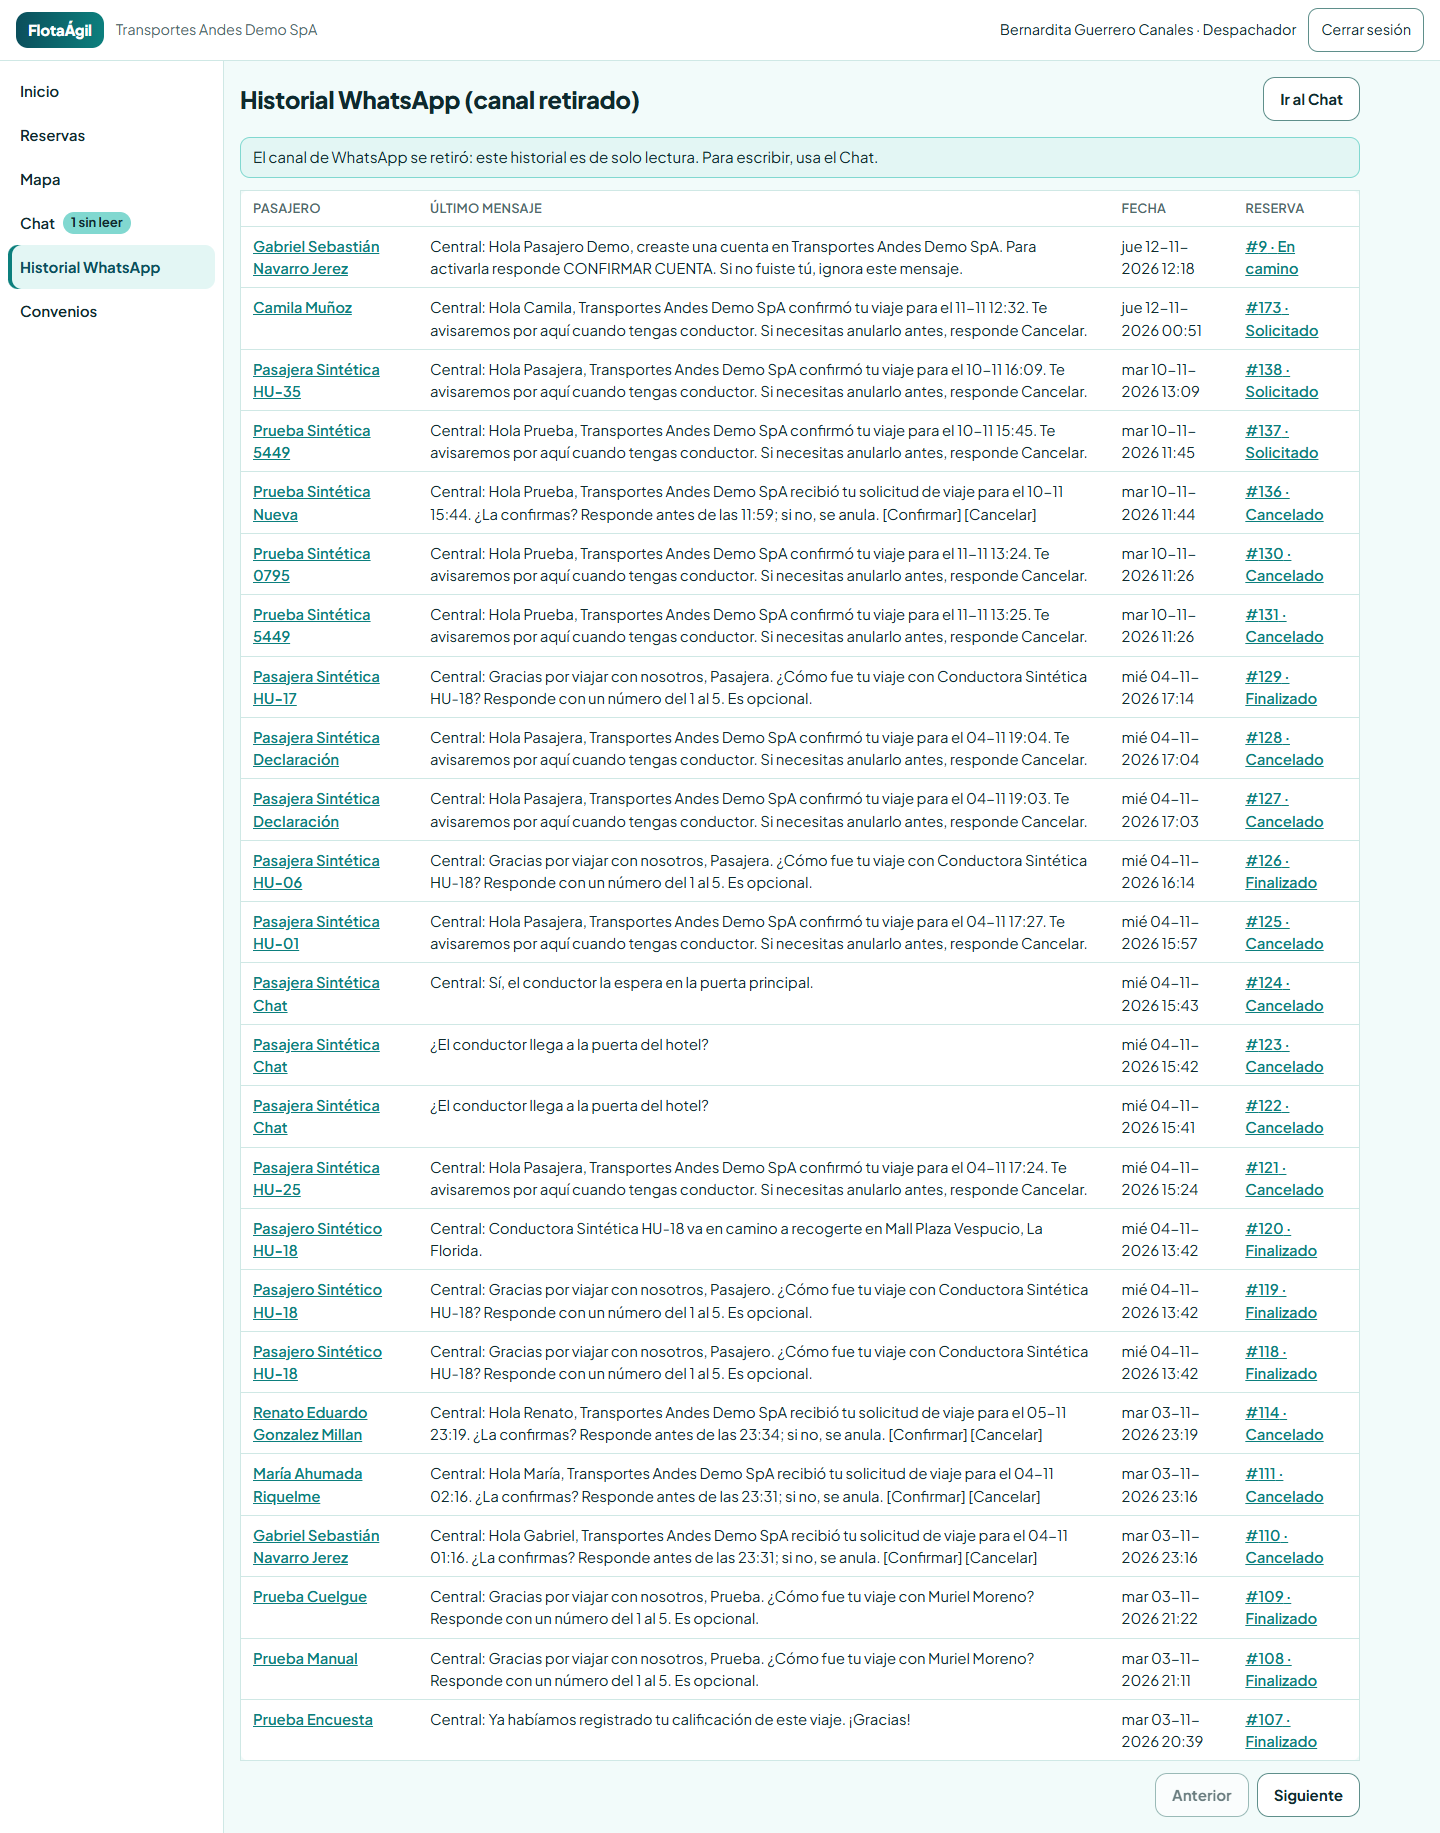 FlotaÁgil
Transportes Andes Demo SpA
Bernardita Guerrero Canales · Despachador
Cerrar sesión
Inicio
Reservas
Mapa
Chat 1 sin leer
Historial WhatsApp
Convenios
Historial WhatsApp (canal retirado)
Ir al Chat
El canal de WhatsApp se retiró: este historial es de solo lectura. Para escribir, usa el Chat.
PASAJERO ÚLTIMO MENSAJE FECHA RESERVA
Gabriel Sebastián Central: Hola Pasajero Demo, creaste una cuenta en Transportes Andes Demo SpA. Para jue 12-11- #9 · En
Navarro Jerez activarla responde CONFIRMAR CUENTA. Si no fuiste tú, ignora este mensaje. 2026 12:18 camino
Camila Muñoz Central: Hola Camila, Transportes Andes Demo SpA confirmó tu viaje para el 11-11 12:32. Te jue 12-11- #173 ·
avisaremos por aquí cuando tengas conductor. Si necesitas anularlo antes, responde Cancelar. 2026 00:51 Solicitado
Pasajera Sintética Central: Hola Pasajera, Transportes Andes Demo SpA confirmó tu viaje para el 10-11 16:09. Te mar 10-11- #138 ·
HU-35 avisaremos por aquí cuando tengas conductor. Si necesitas anularlo antes, responde Cancelar. 2026 13:09 Solicitado
Prueba Sintética Central: Hola Prueba, Transportes Andes Demo SpA confirmó tu viaje para el 10-11 15:45. Te mar 10-11- #137 ·
5449 avisaremos por aquí cuando tengas conductor. Si necesitas anularlo antes, responde Cancelar. 2026 11:45 Solicitado
Prueba Sintética Central: Hola Prueba, Transportes Andes Demo SpA recibió tu solicitud de viaje para el 10-11 mar 10-11- #136 ·
Nueva 15:44. ¿La confirmas? Responde antes de las 11:59; si no, se anula. [Confirmar] [Cancelar] 2026 11:44 Cancelado
Prueba Sintética Central: Hola Prueba, Transportes Andes Demo SpA confirmó tu viaje para el 11-11 13:24. Te mar 10-11- #130 ·
0795 avisaremos por aquí cuando tengas conductor. Si necesitas anularlo antes, responde Cancelar. 2026 11:26 Cancelado
Prueba Sintética Central: Hola Prueba, Transportes Andes Demo SpA confirmó tu viaje para el 11-11 13:25. Te mar 10-11- #131 ·
5449 avisaremos por aquí cuando tengas conductor. Si necesitas anularlo antes, responde Cancelar. 2026 11:26 Cancelado
Pasajera Sintética Central: Gracias por viajar con nosotros, Pasajera. ¿Cómo fue tu viaje con Conductora Sintética mié 04-11- #129 ·
HU-17 HU-18? Responde con un número del 1 al 5. Es opcional. 2026 17:14 Finalizado
Pasajera Sintética Central: Hola Pasajera, Transportes Andes Demo SpA confirmó tu viaje para el 04-11 19:04. Te mié 04-11- #128 ·
Declaración avisaremos por aquí cuando tengas conductor. Si necesitas anularlo antes, responde Cancelar. 2026 17:04 Cancelado
Pasajera Sintética Central: Hola Pasajera, Transportes Andes Demo SpA confirmó tu viaje para el 04-11 19:03. Te mié 04-11- #127 ·
Declaración avisaremos por aquí cuando tengas conductor. Si necesitas anularlo antes, responde Cancelar. 2026 17:03 Cancelado
Pasajera Sintética Central: Gracias por viajar con nosotros, Pasajera. ¿Cómo fue tu viaje con Conductora Sintética mié 04-11- #126 ·
HU-06 HU-18? Responde con un número del 1 al 5. Es opcional. 2026 16:14 Finalizado
Pasajera Sintética Central: Hola Pasajera, Transportes Andes Demo SpA confirmó tu viaje para el 04-11 17:27. Te mié 04-11- #125 ·
HU-01 avisaremos por aquí cuando tengas conductor. Si necesitas anularlo antes, responde Cancelar. 2026 15:57 Cancelado
Pasajera Sintética Central: Sí, el conductor la espera en la puerta principal. mié 04-11- #124 ·
Chat 2026 15:43 Cancelado
Pasajera Sintética ¿El conductor llega a la puerta del hotel? mié 04-11- #123 ·
Chat 2026 15:42 Cancelado
Pasajera Sintética ¿El conductor llega a la puerta del hotel? mié 04-11- #122 ·
Chat 2026 15:41 Cancelado
Pasajera Sintética Central: Hola Pasajera, Transportes Andes Demo SpA confirmó tu viaje para el 04-11 17:24. Te mié 04-11- #121 ·
HU-25 avisaremos por aquí cuando tengas conductor. Si necesitas anularlo antes, responde Cancelar. 2026 15:24 Cancelado
Pasajero Sintético Central: Conductora Sintética HU-18 va en camino a recogerte en Mall Plaza Vespucio, La mié 04-11- #120 ·
HU-18 Florida. 2026 13:42 Finalizado
Pasajero Sintético Central: Gracias por viajar con nosotros, Pasajero. ¿Cómo fue tu viaje con Conductora Sintética mié 04-11- #119 ·
HU-18 HU-18? Responde con un número del 1 al 5. Es opcional. 2026 13:42 Finalizado
Pasajero Sintético Central: Gracias por viajar con nosotros, Pasajero. ¿Cómo fue tu viaje con Conductora Sintética mié 04-11- #118 ·
HU-18 HU-18? Responde con un número del 1 al 5. Es opcional. 2026 13:42 Finalizado
Renato Eduardo Central: Hola Renato, Transportes Andes Demo SpA recibió tu solicitud de viaje para el 05-11 mar 03-11- #114 ·
Gonzalez Millan 23:19. ¿La confirmas? Responde antes de las 23:34; si no, se anula. [Confirmar] [Cancelar] 2026 23:19 Cancelado
María Ahumada Central: Hola María, Transportes Andes Demo SpA recibió tu solicitud de viaje para el 04-11 mar 03-11- #111 ·
Riquelme 02:16. ¿La confirmas? Responde antes de las 23:31; si no, se anula. [Confirmar] [Cancelar] 2026 23:16 Cancelado
Gabriel Sebastián Central: Hola Gabriel, Transportes Andes Demo SpA recibió tu solicitud de viaje para el 04-11 mar 03-11- #110 ·
Navarro Jerez 01:16. ¿La confirmas? Responde antes de las 23:31; si no, se anula. [Confirmar] [Cancelar] 2026 23:16 Cancelado
Prueba Cuelgue Central: Gracias por viajar con nosotros, Prueba. ¿Cómo fue tu viaje con Muriel Moreno? mar 03-11- #109 ·
Responde con un número del 1 al 5. Es opcional. 2026 21:22 Finalizado
Prueba Manual Central: Gracias por viajar con nosotros, Prueba. ¿Cómo fue tu viaje con Muriel Moreno? mar 03-11- #108 ·
Responde con un número del 1 al 5. Es opcional. 2026 21:11 Finalizado
Prueba Encuesta Central: Ya habíamos registrado tu calificación de este viaje. ¡Gracias! mar 03-11- #107 ·
2026 20:39 Finalizado
Anterior Siguiente